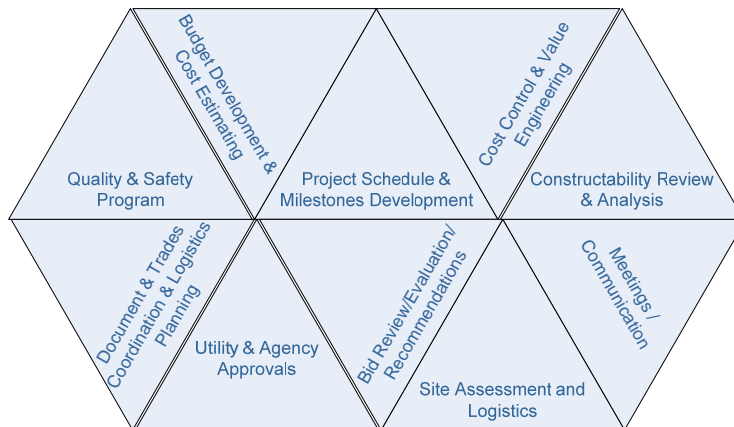 Quality & Safety
Program
Budget Development &
Cost Estimating
Project Schedule &
Milestones Development
Cost Control & Value
Engineering
Constructability Review
& Analysis
Document & Trades
Coordination & Logistics
Planning
Utility & Agency
Approvals
Bid Review/Evaluation/
Recommendations
Site Assessment and
Logistics
Meetings /
Communication